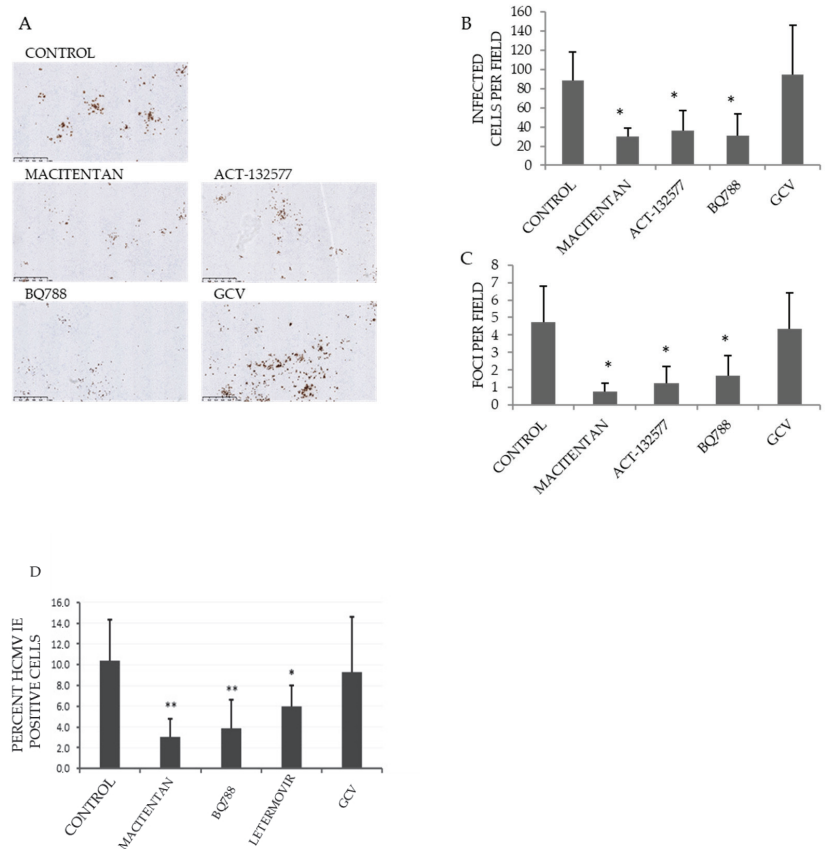 A
CONTROL
MACITENTAN
ACT-132577
BQ788
GCV
B
INFECTED
CELLS PER FIELD
160
140
120
100
80
60
40
20
0
*
*
*
CONTROL
MACITENTAN
ACT-132577
BQ788
GCV
C
FOCI PER FIELD
8
7
6
5
4
3
2
1
0
*
*
*
CONTROL
MACITENTAN
ACT-132577
BQ788
GCV
D
PERCENT HCMV IE
POSITIVE CELLS
16.0
14.0
12.0
10.0
8.0
6.0
4.0
2.0
0.0
**
**
*
CONTROL
MACITENTAN
BQ788
LETERMOVIR
GCV